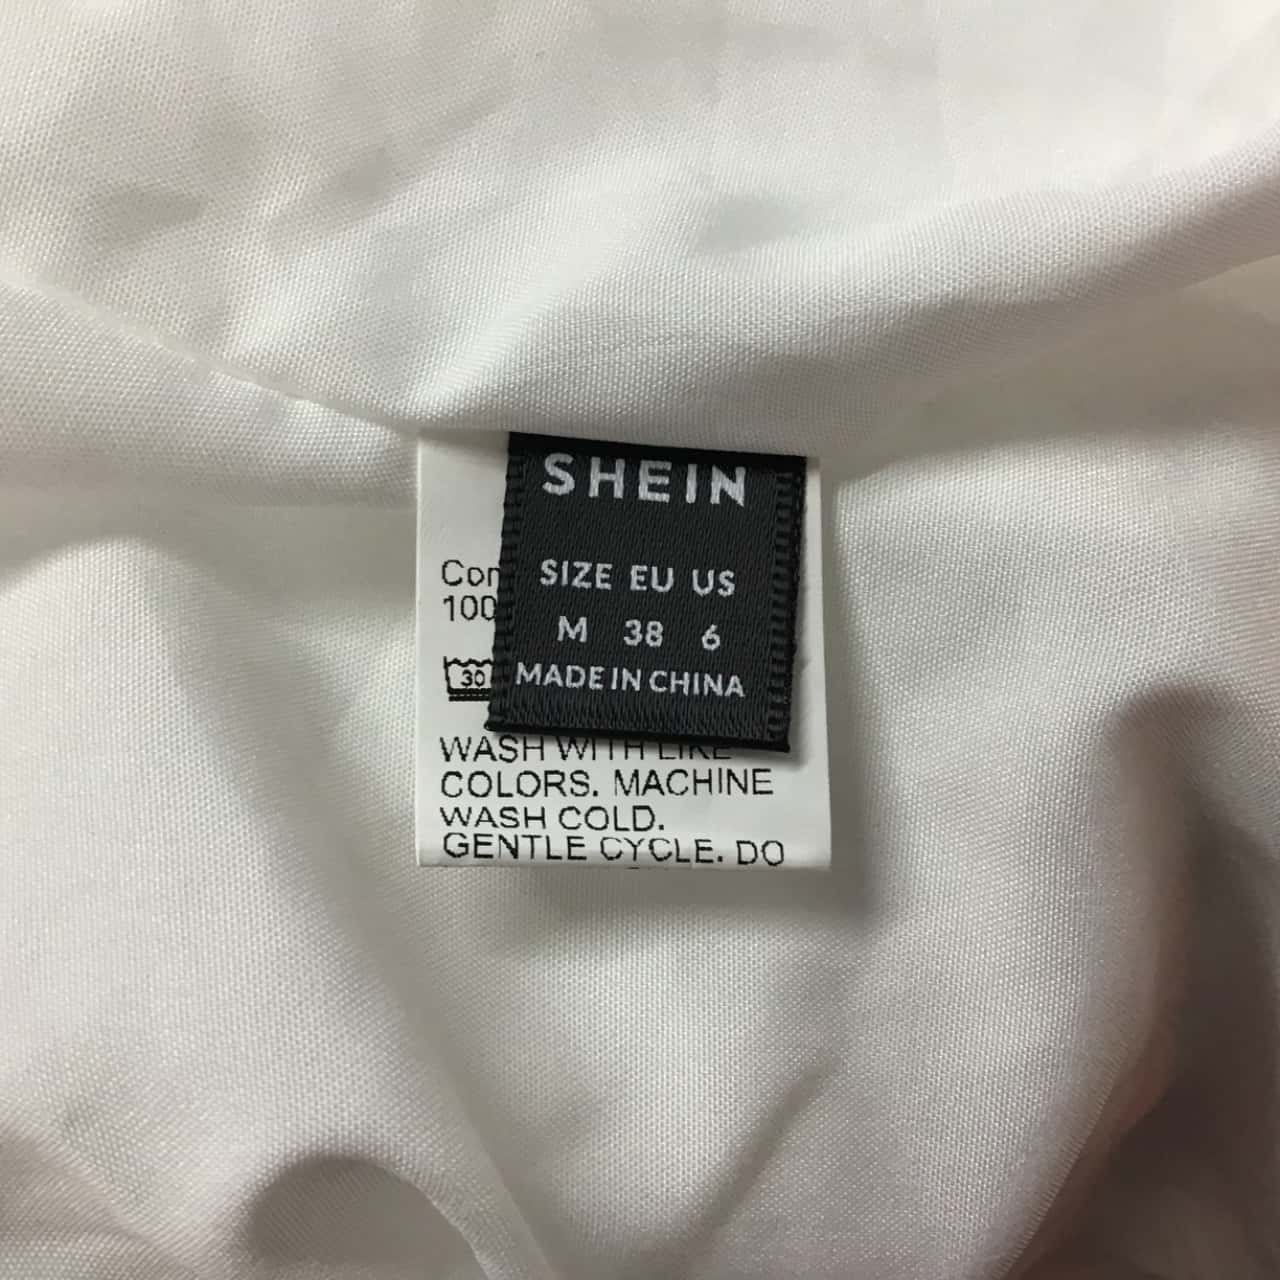 SHEIN
SIZE EU US
M 38 6
MADE IN CHINA
100
30
WASH WITH LIKE
COLORS. MACHINE
WASH COLD.
GENTLE CYCLE. DO